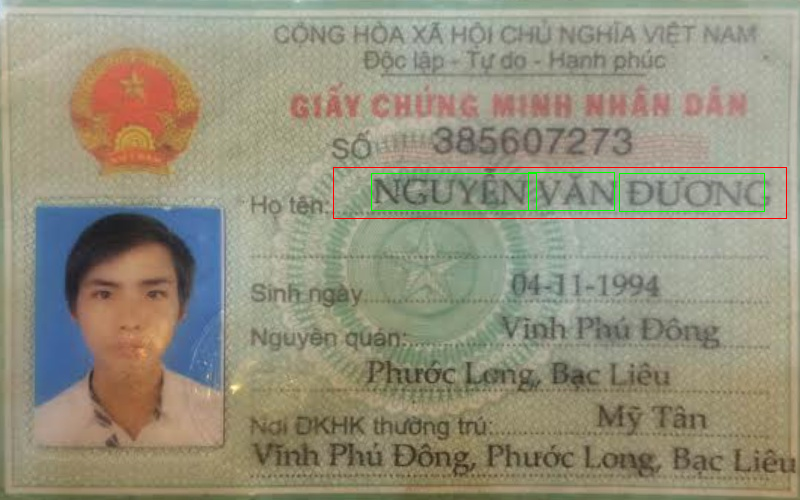 CỘNG HÒA XÃ HỘI CHỦ NGHĨA VIỆT NAM
Độc lập - Tự do - Hạnh phúc
GIẤY CHỨNG MINH NHÂN DÂN
SỐ 385607273
Họ tên: NGUYỄN VĂN ĐƯƠNG
Sinh ngày 04-11-1994
Nguyên quán: Vĩnh Phú Đông
Phước Long, Bạc Liêu
Nơi ĐKHK thường trú: Mỹ Tân
Vĩnh Phú Đông, Phước Long, Bạc Liêu